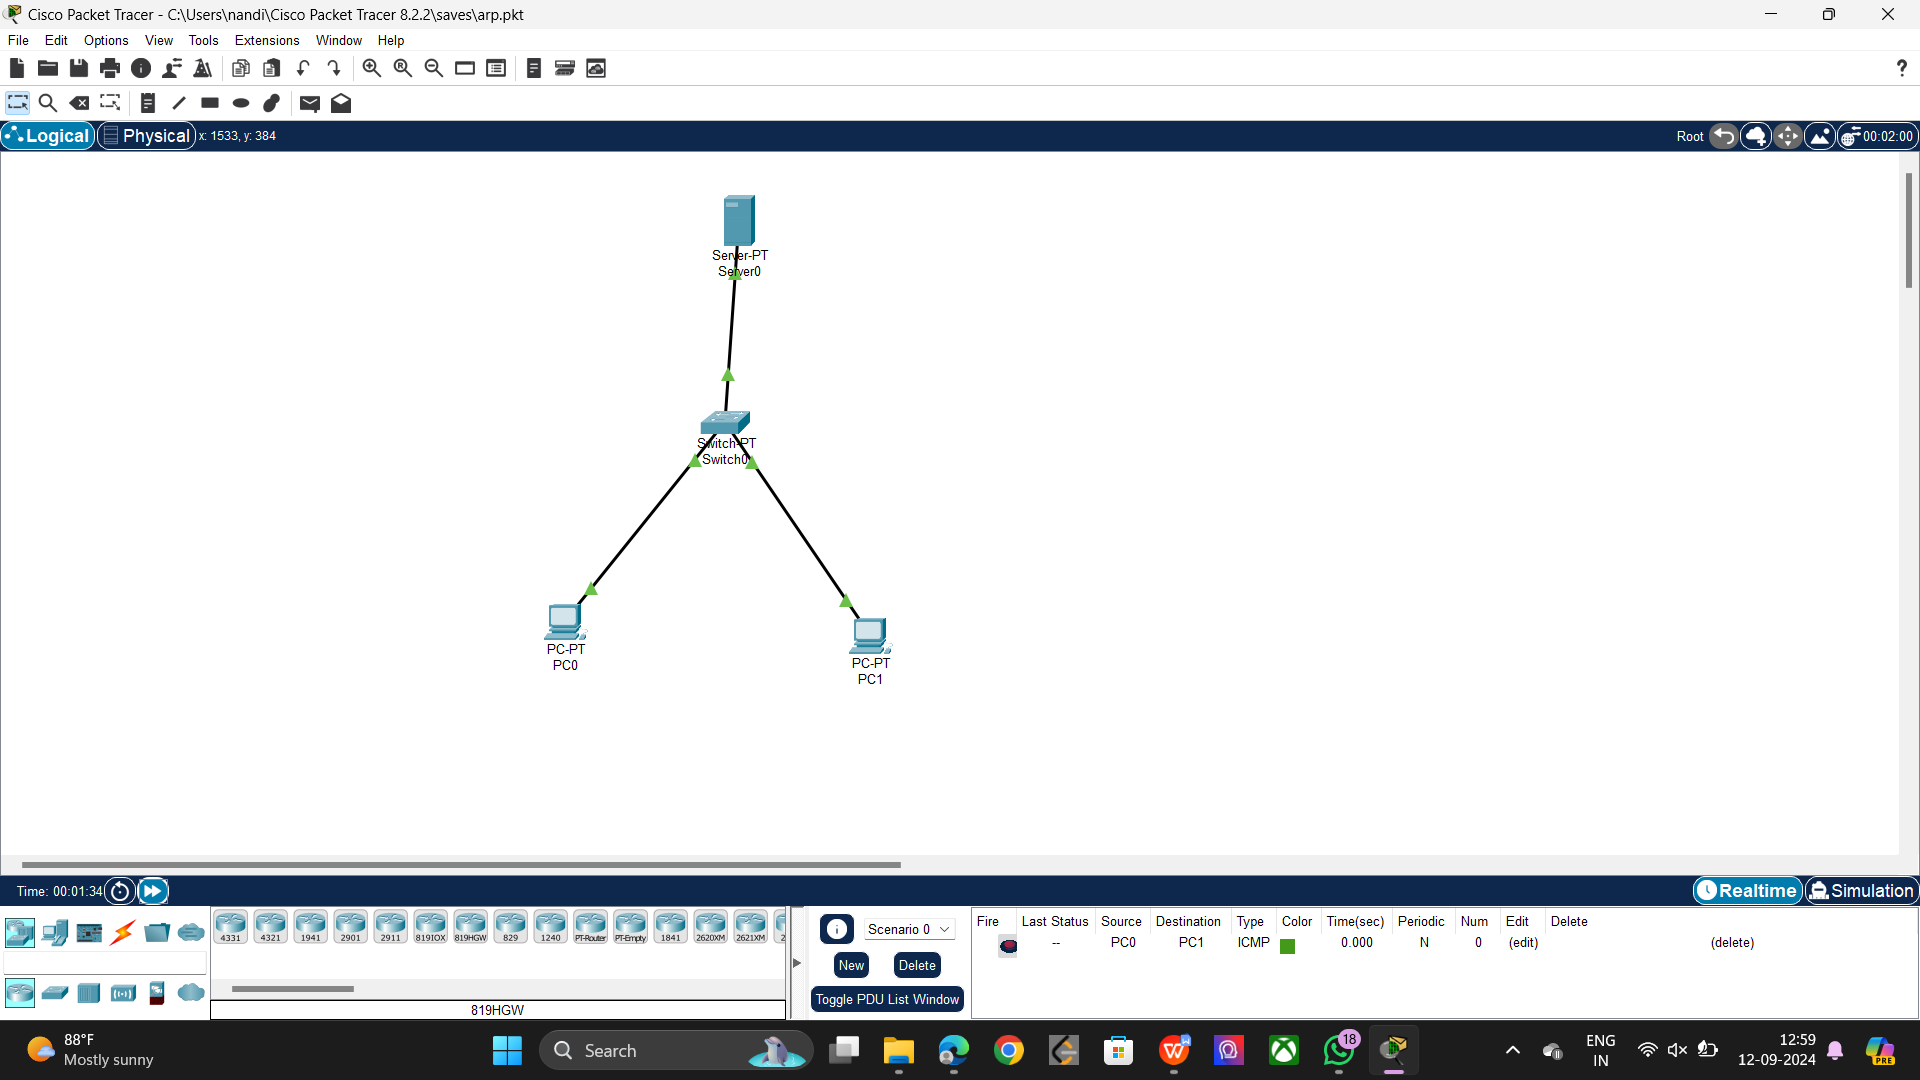 Cisco Packet Tracer - C:\Users\nandi\Cisco Packet Tracer 8.2.2\saves\arp.pkt
File Edit Options View Tools Extensions Window Help
?
Logical Physical x: 1533, y: 384 Root 00:02:00
Server-PT
Server0
Switch-PT
Switch0
PC-PT
PC0
PC-PT
PC1
Time: 00:01:34 Realtime Simulation
4331 4321 1941 2901 2911 819IOX 819HGW 829 1240 PT-Router PT-Empty 1841 2620XM 2621XM 2
819HGW
Scenario 0
New Delete
Toggle PDU List Window
Fire Last Status Source Destination Type Color Time(sec) Periodic Num Edit Delete
-- PC0 PC1 ICMP 0.000 N 0 (edit) (delete)
88°F
Mostly sunny
Search
18
PRE
ENG
IN
12:59
12-09-2024